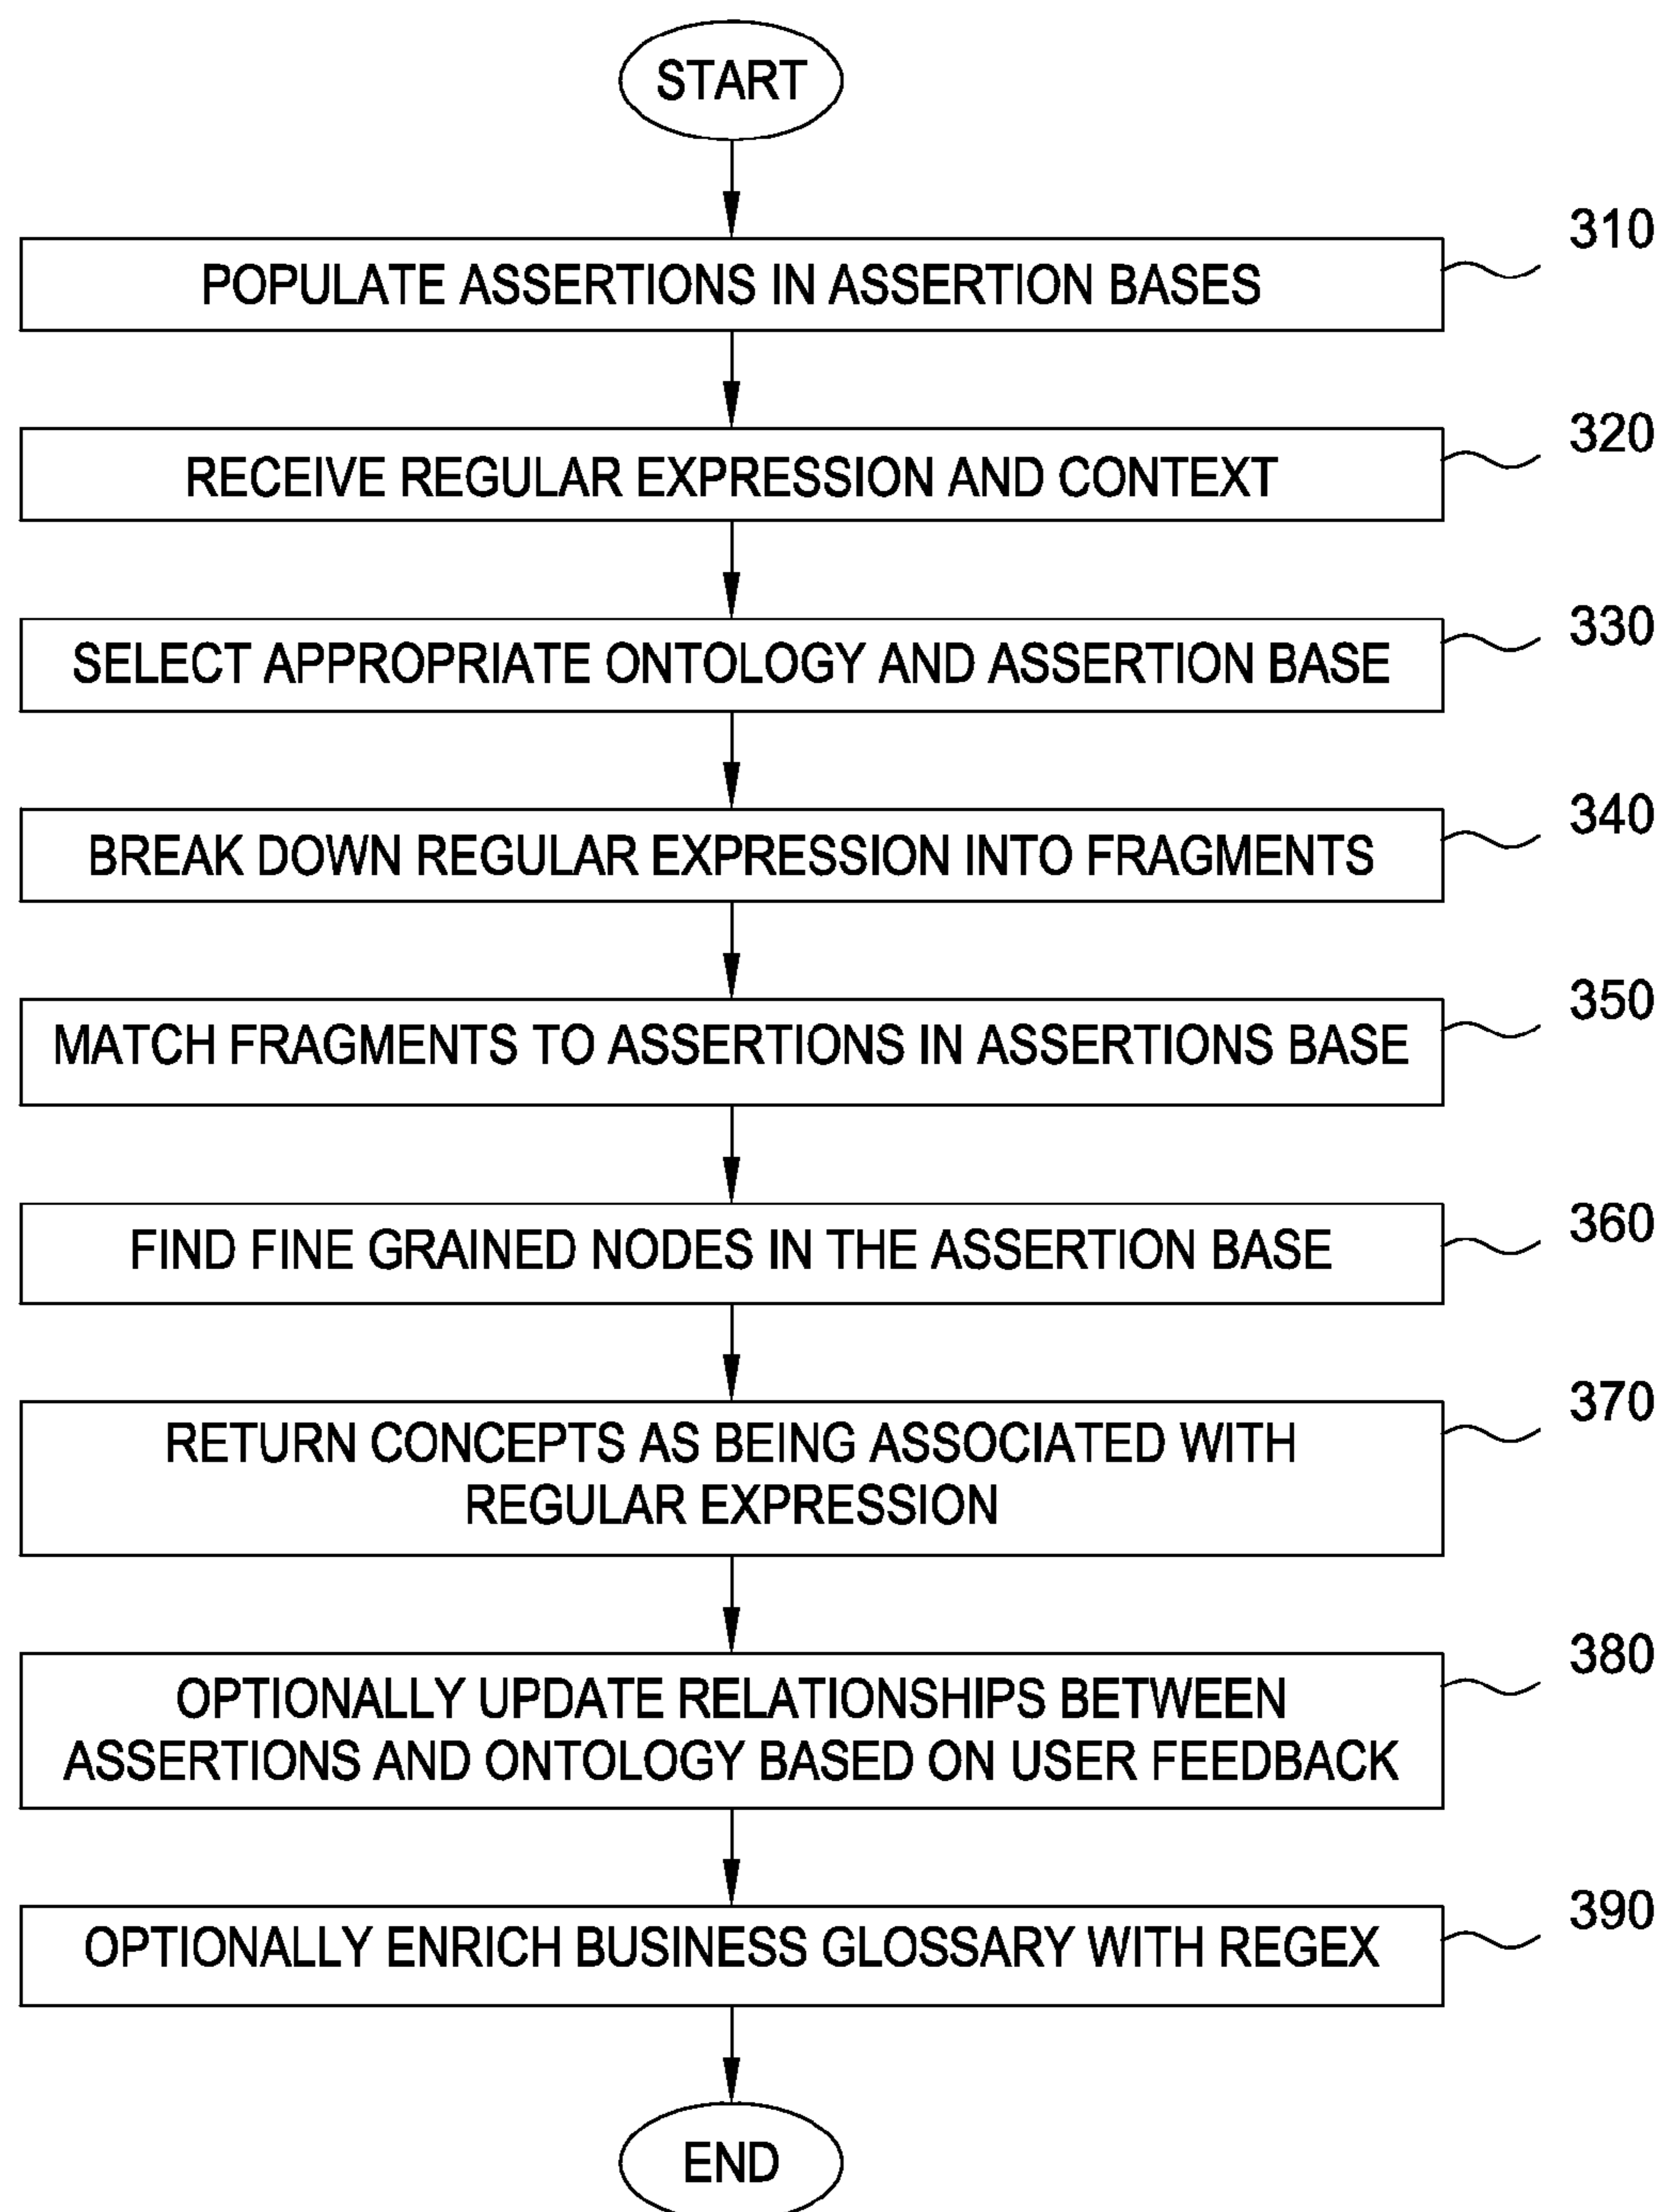 START
310
POPULATE ASSERTIONS IN ASSERTION BASES
320
RECEIVE REGULAR EXPRESSION AND CONTEXT
330
SELECT APPROPRIATE ONTOLOGY AND ASSERTION BASE
340
BREAK DOWN REGULAR EXPRESSION INTO FRAGMENTS
350
MATCH FRAGMENTS TO ASSERTIONS IN ASSERTIONS BASE
360
FIND FINE GRAINED NODES IN THE ASSERTION BASE
370
RETURN CONCEPTS AS BEING ASSOCIATED WITH
REGULAR EXPRESSION
380
OPTIONALLY UPDATE RELATIONSHIPS BETWEEN
ASSERTIONS AND ONTOLOGY BASED ON USER FEEDBACK
390
OPTIONALLY ENRICH BUSINESS GLOSSARY WITH REGEX
END